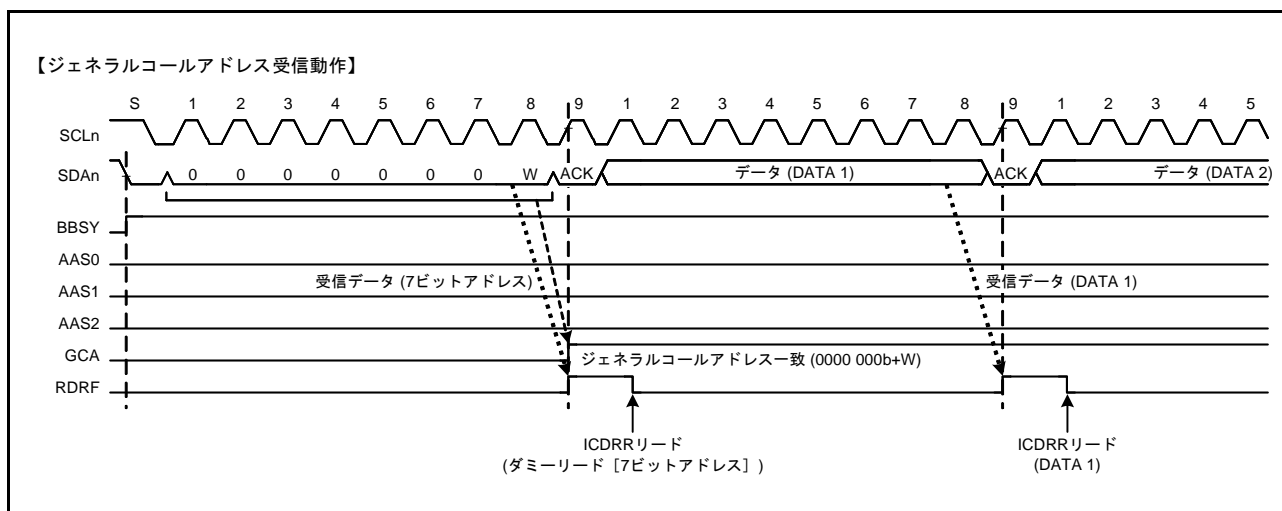 【ジェネラルコールアドレス受信動作】
S 1 2 3 4 5 6 7 8 9 1 2 3 4 5 6 7 8 9 1 2 3 4 5
SCLn
SDAn 0 0 0 0 0 0 0 W ACK データ (DATA 1) ACK データ (DATA 2)
BBSY
AAS0
受信データ (7ビットアドレス) 受信データ (DATA 1)
AAS1
AAS2
GCA ジェネラルコールアドレス一致 (0000 000b+W)
RDRF
ICDRRリード ICDRRリード
(ダミーリード［7ビットアドレス］) (DATA 1)